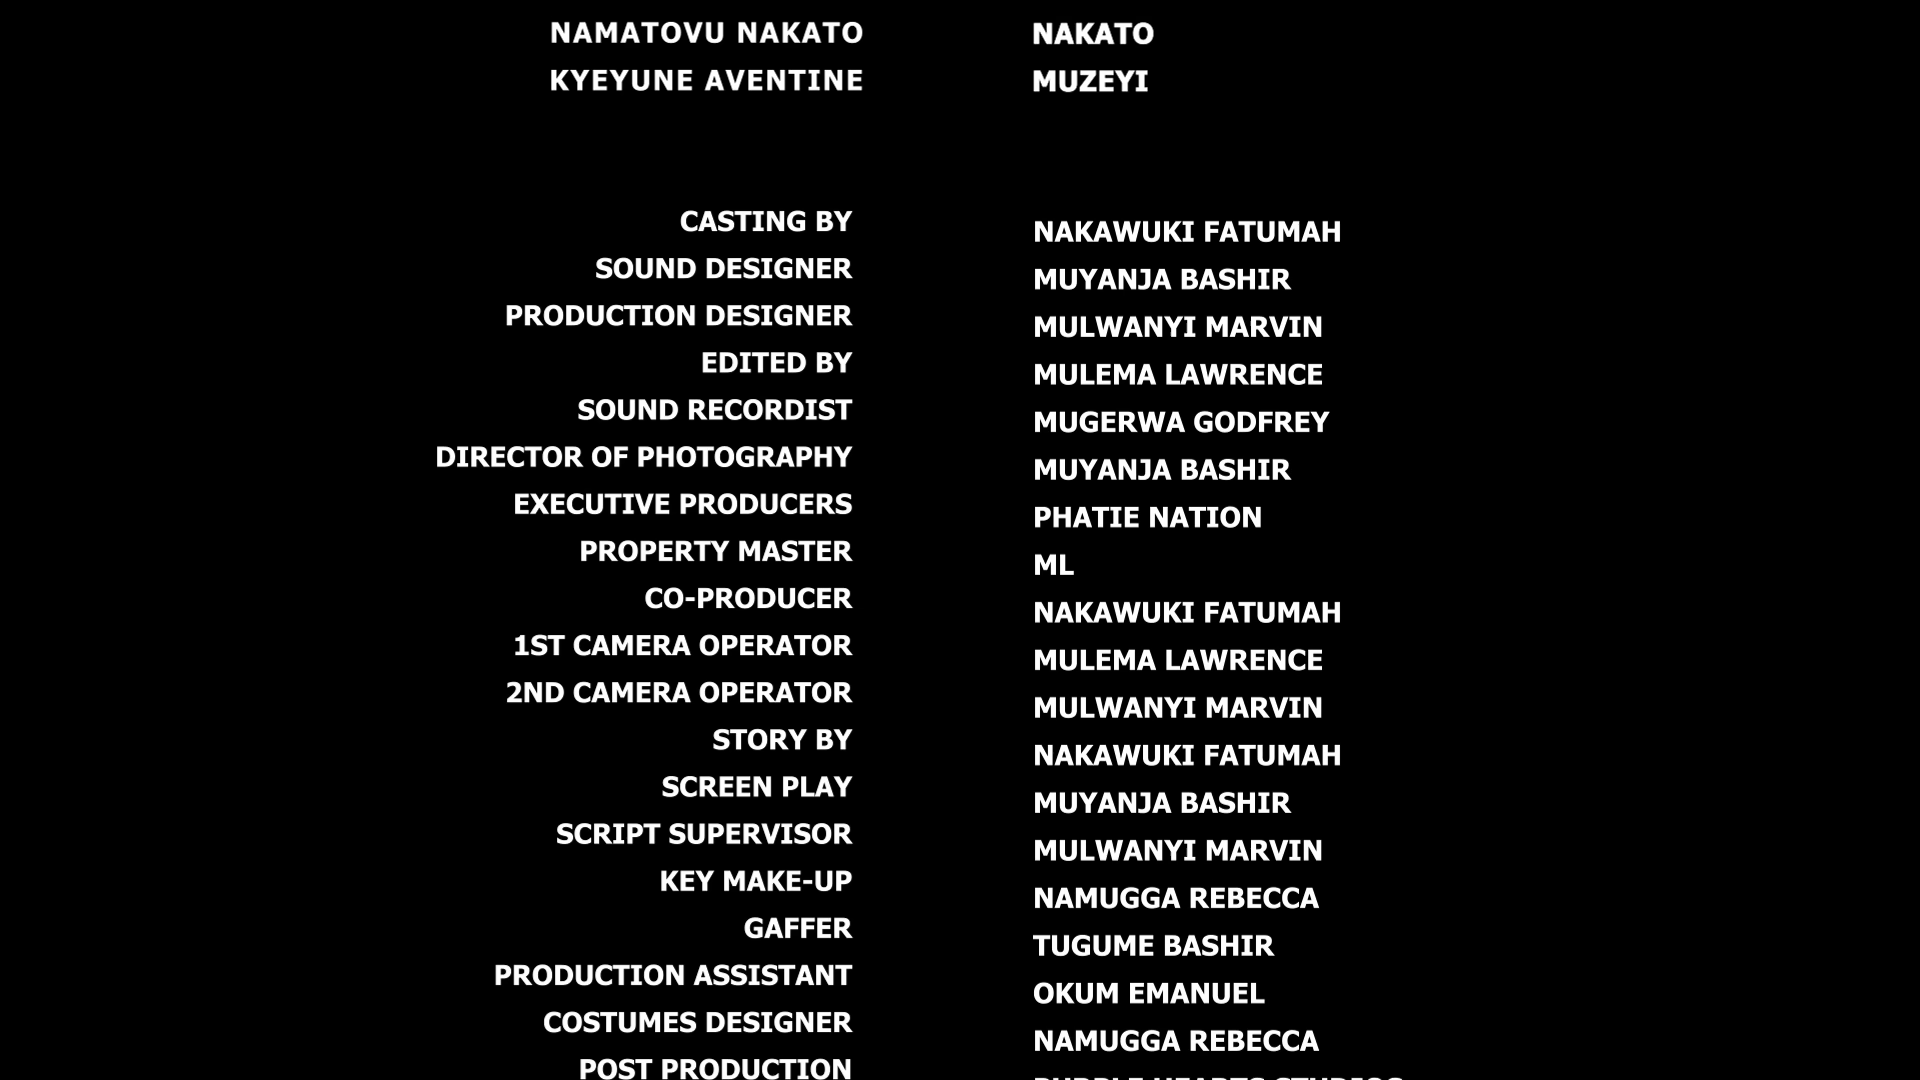 NAMATOVU NAKATO NAKATO
KYEYUNE AVENTINE MUZEYI
CASTING BY NAKAWUKI FATUMAH
SOUND DESIGNER MUYANJA BASHIR
PRODUCTION DESIGNER MULWANYI MARVIN
EDITED BY MULEMA LAWRENCE
SOUND RECORDIST MUGERWA GODFREY
DIRECTOR OF PHOTOGRAPHY MUYANJA BASHIR
EXECUTIVE PRODUCERS PHATIE NATION
PROPERTY MASTER ML
CO-PRODUCER NAKAWUKI FATUMAH
1ST CAMERA OPERATOR MULEMA LAWRENCE
2ND CAMERA OPERATOR MULWANYI MARVIN
STORY BY NAKAWUKI FATUMAH
SCREEN PLAY MUYANJA BASHIR
SCRIPT SUPERVISOR MULWANYI MARVIN
KEY MAKE-UP NAMUGGA REBECCA
GAFFER TUGUME BASHIR
PRODUCTION ASSISTANT OKUM EMANUEL
COSTUMES DESIGNER NAMUGGA REBECCA
POST PRODUCTION